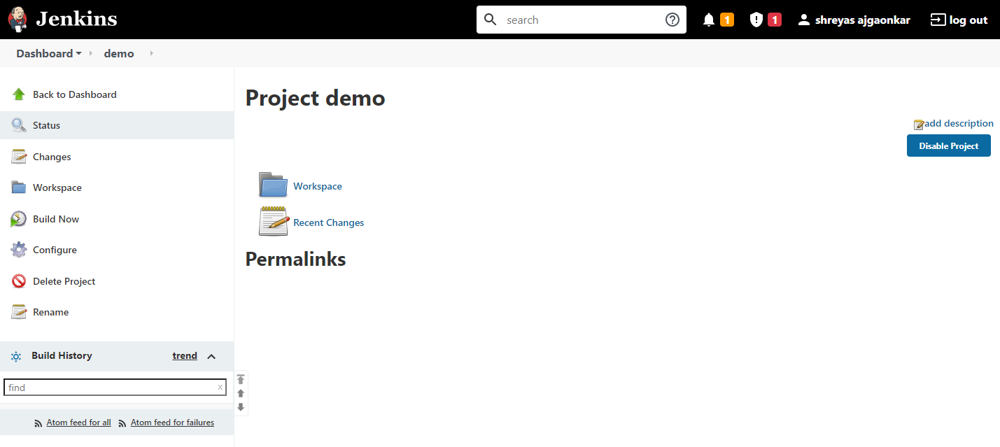 Jenkins search 1 1 shreyas ajgaonkar log out
Dashboard demo
Back to Dashboard
Status
Changes
Workspace
Build Now
Configure
Delete Project
Rename
Build History trend
find x
Atom feed for all Atom feed for failures
Project demo
add description
Disable Project
Workspace
Recent Changes
Permalinks